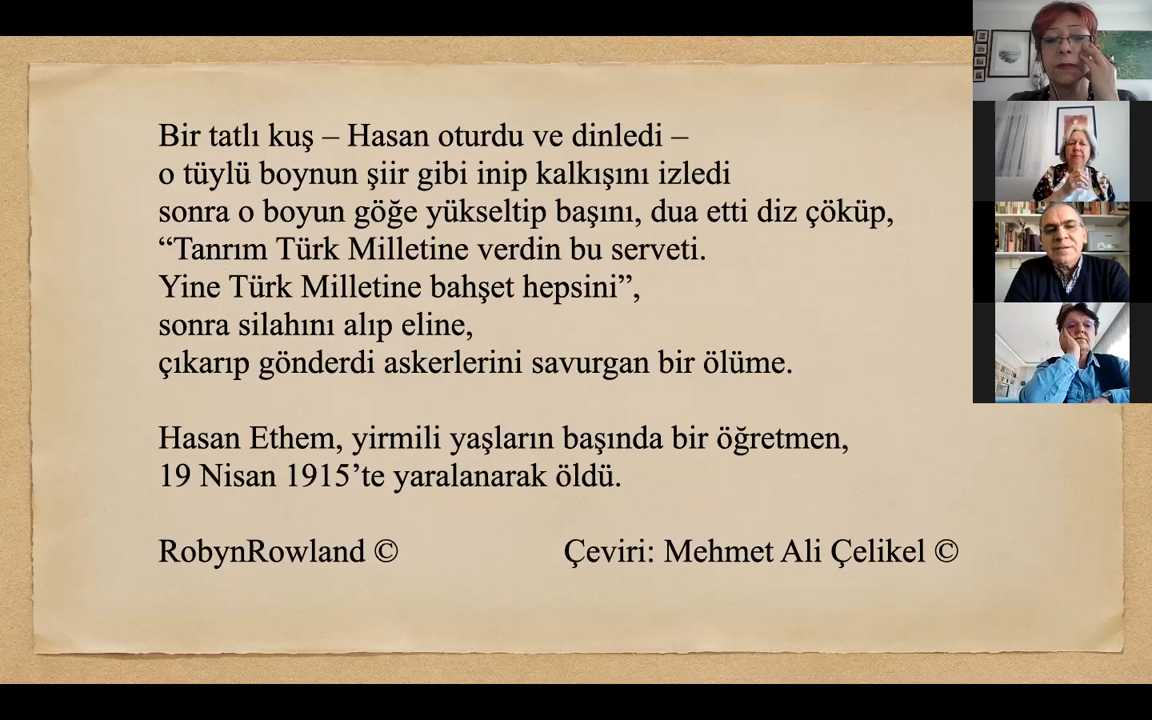 Bir tatlı kuş – Hasan oturdu ve dinledi –
o tüylü boynun şiir gibi inip kalkışını izledi
sonra o boyun göğe yükseltip başını, dua etti diz çöküp,
“Tanrım Türk Milletine verdin bu serveti.
Yine Türk Milletine bahşet hepsini”,
sonra silahını alıp eline,
çıkarıp gönderdi askerlerini savurgan bir ölüme.
Hasan Ethem, yirmili yaşların başında bir öğretmen,
19 Nisan 1915’te yaralanarak öldü.
RobynRowland © Çeviri: Mehmet Ali Çelikel ©